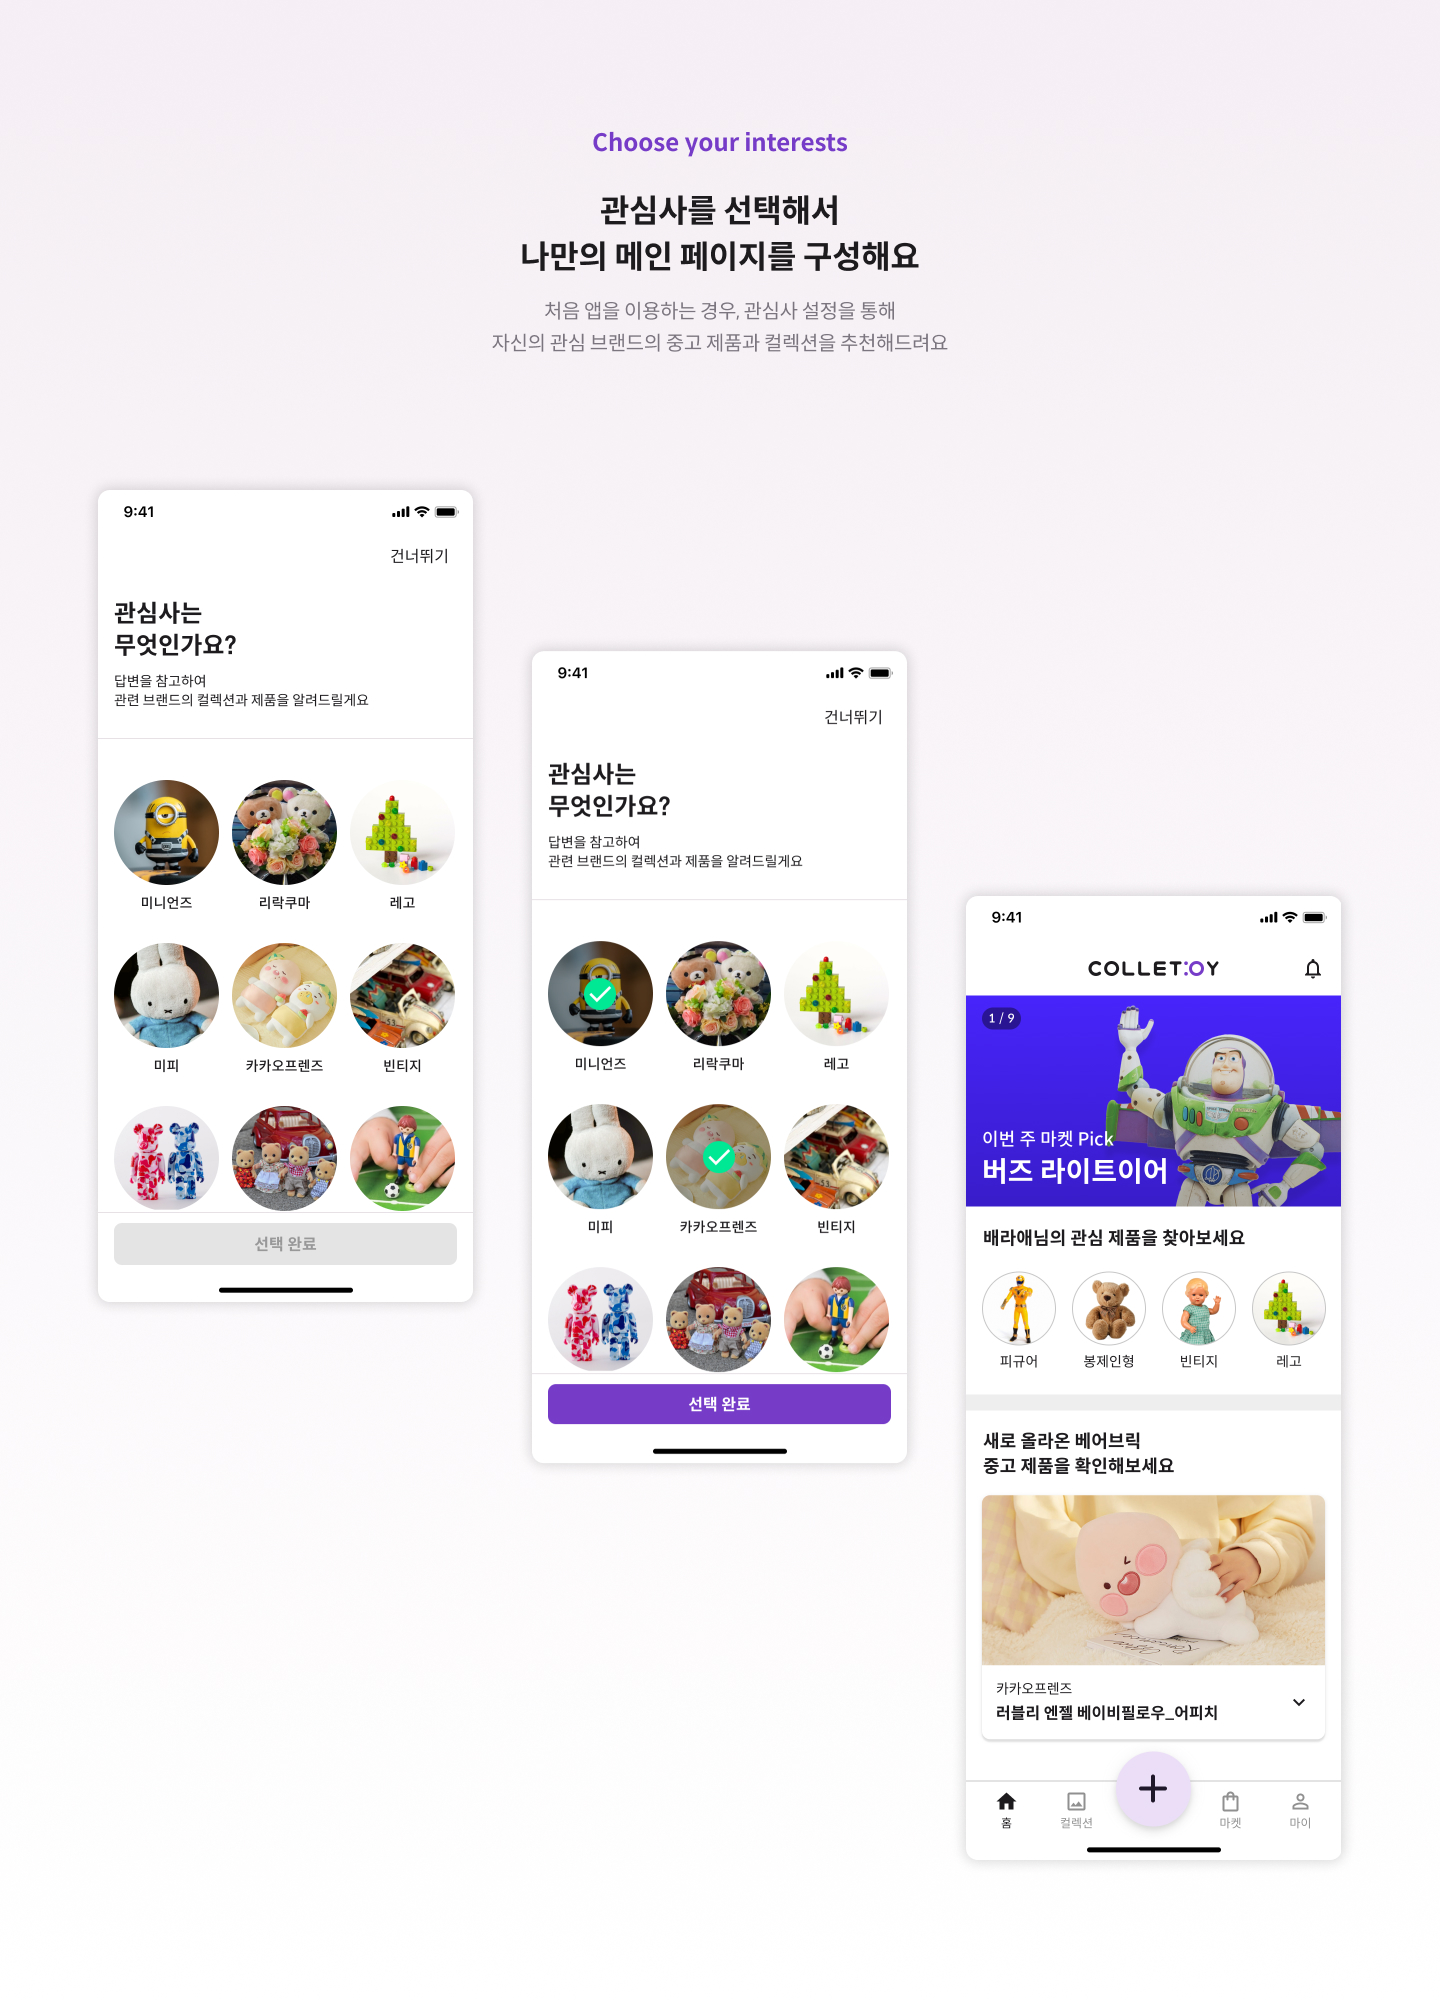 Choose your interests
관심사를 선택해서
나만의 메인 페이지를 구성해요
처음 앱을 이용하는 경우, 관심사 설정을 통해
자신의 관심 브랜드의 중고 제품과 컬렉션을 추천해드려요
9:41
건너뛰기
관심사는
무엇인가요?
답변을 참고하여
관련 브랜드의 컬렉션과 제품을 알려드릴게요
미니언즈 리락쿠마 레고
미피 카카오프렌즈 빈티지
선택 완료
9:41
건너뛰기
관심사는
무엇인가요?
답변을 참고하여
관련 브랜드의 컬렉션과 제품을 알려드릴게요
미니언즈 리락쿠마 레고
미피 카카오프렌즈 빈티지
선택 완료
9:41
COLLET:OY
1 / 9
이번 주 마켓 Pick
버즈 라이트이어
배라애님의 관심 제품을 찾아보세요
피규어 봉제인형 빈티지 레고
새로 올라온 베어브릭
중고 제품을 확인해보세요
카카오프렌즈
러블리 엔젤 베이비필로우_어피치
홈 컬렉션 마켓 마이